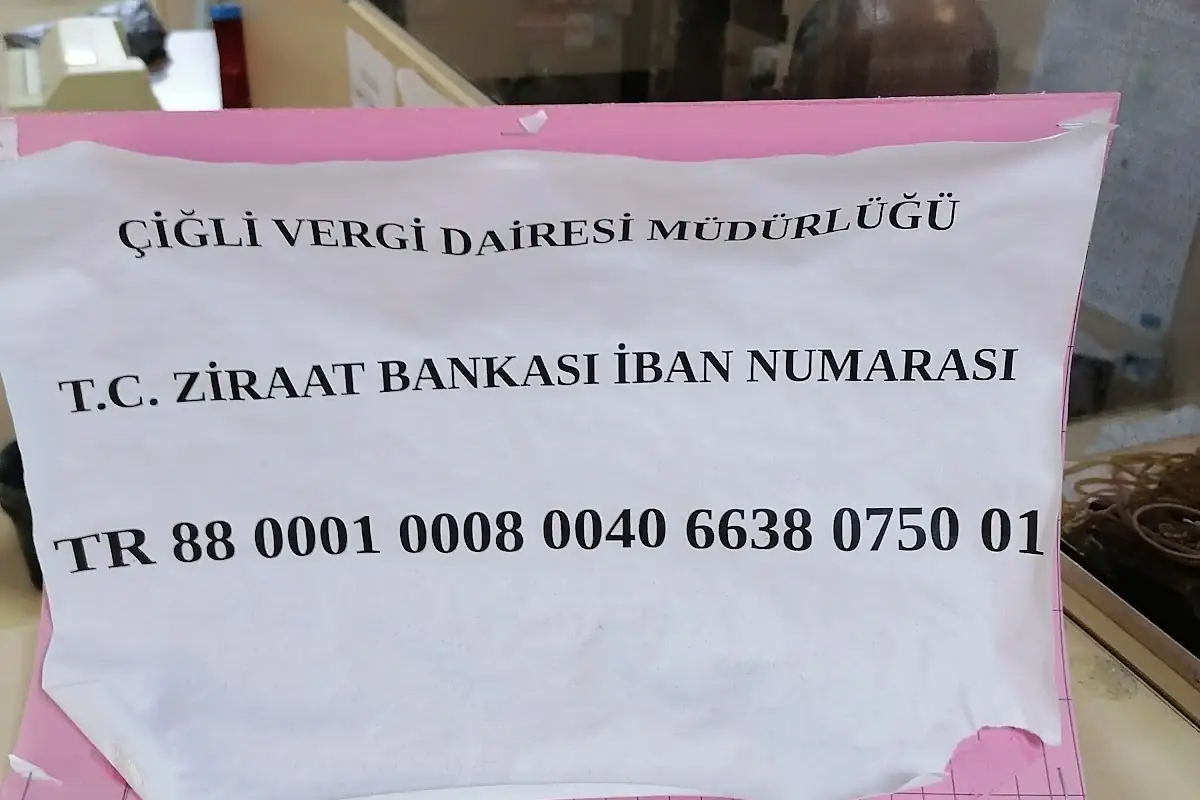 ÇİĞLİ VERGİ DAİRESİ MÜDÜRLÜĞÜ
T.C. ZİRAAT BANKASI İBAN NUMARASI
TR 88 0001 0008 0040 6638 0750 01